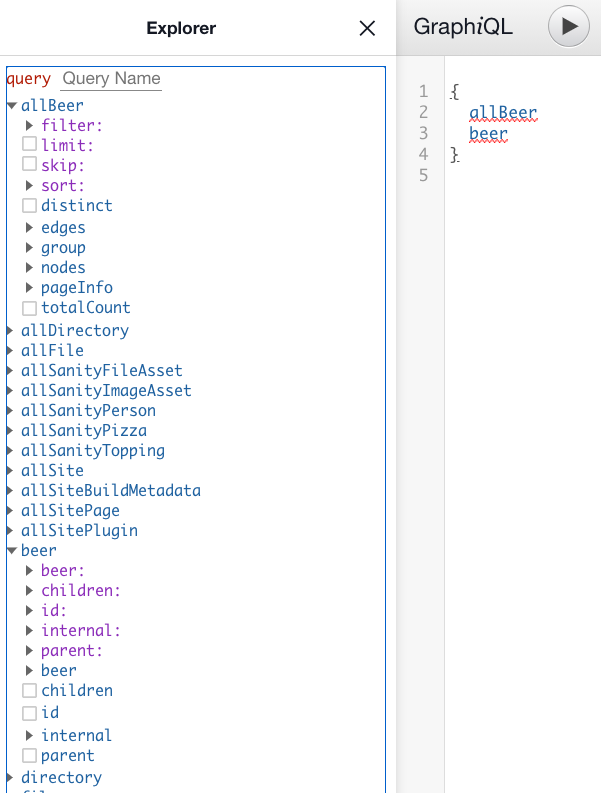 Explorer
query Query Name
allBeer
filter:
limit:
skip:
sort:
distinct
edges
group
nodes
pageInfo
totalCount
allDirectory
allFile
allSanityFileAsset
allSanityImageAsset
allSanityPerson
allSanityPizza
allSanityTopping
allSite
allSiteBuildMetadata
allSitePage
allSitePlugin
beer
beer:
children:
id:
internal:
parent:
beer
children
id
internal
parent
directory
GraphiQL
1 {
2 allBeer
3 beer
4 }
5